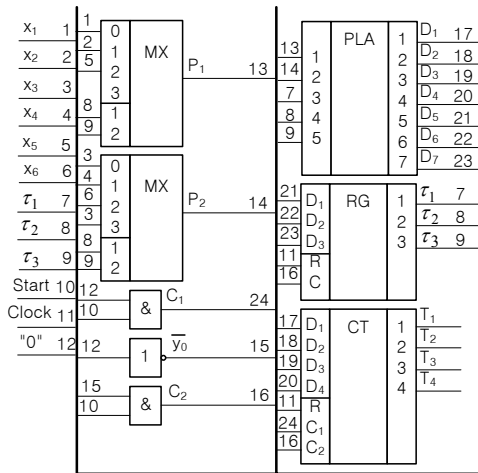 x₁ 1
x₂ 2
x₃ 3
x₄ 4
x₅ 5
x₆ 6
τ₁ 7
τ₂ 8
τ₃ 9
Start 10
Clock 11
"0" 12
1 0 MX
2 1
5 2
3
8 1
9 2
P₁ 13
3 0 MX
4 1
6 2
3 3
8 1
9 2
P₂ 14
12 & C₁ 24
10
12 1 y̅₀ 15
15 & C₂ 16
10
PLA
13 1
14 2
7 3
8 4
9 5
1 D₁ 17
2 D₂ 18
3 D₃ 19
4 D₄ 20
5 D₅ 21
6 D₆ 22
7 D₇ 23
RG
21 D₁
22 D₂
23 D₃
11 R
16 C
1 τ₁ 7
2 τ₂ 8
3 τ₃ 9
CT
17 D₁
18 D₂
19 D₃
20 D₄
11 R
24 C₁
16 C₂
1 T₁
2 T₂
3 T₃
4 T₄